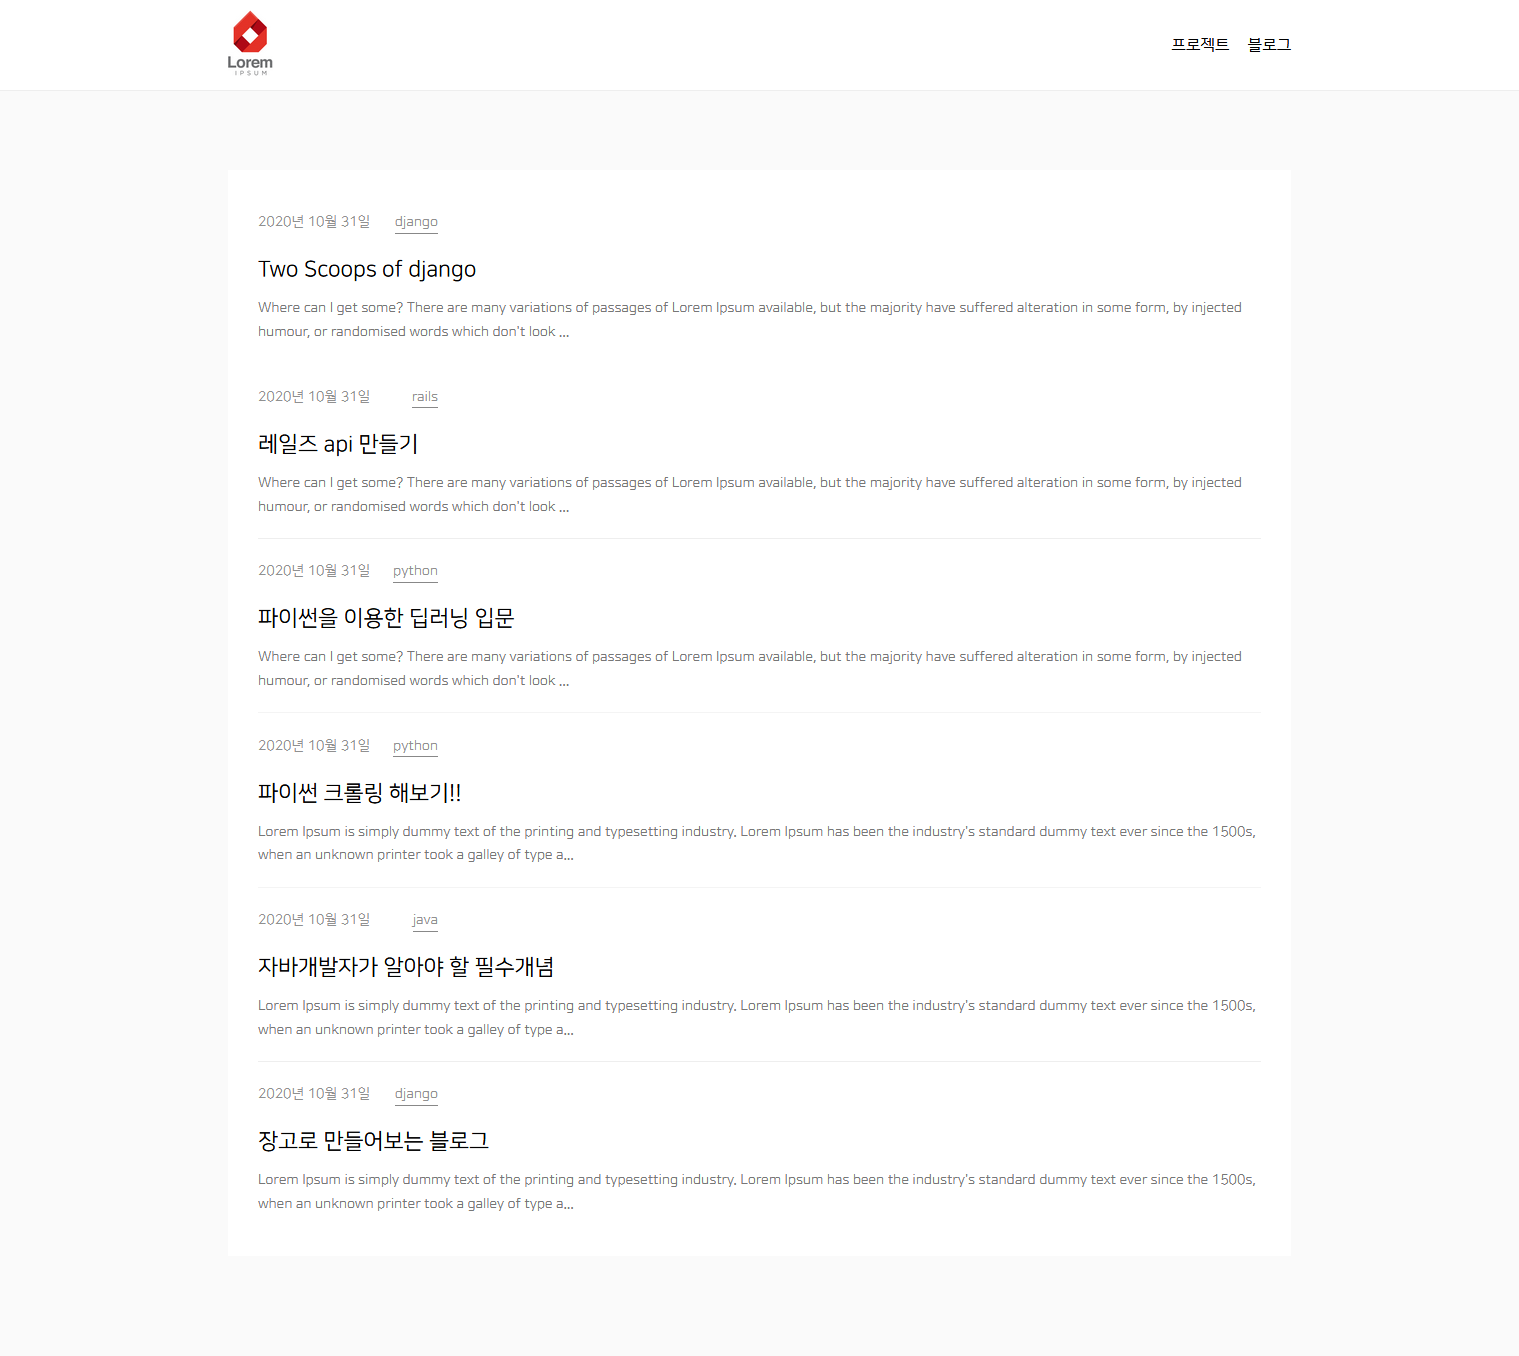 Lorem
IPSUM
프로젝트 블로그
2020년 10월 31일 django
Two Scoops of django
Where can I get some? There are many variations of passages of Lorem Ipsum available, but the majority have suffered alteration in some form, by injected
humour, or randomised words which don't look ...
2020년 10월 31일 rails
레일즈 api 만들기
Where can I get some? There are many variations of passages of Lorem Ipsum available, but the majority have suffered alteration in some form, by injected
humour, or randomised words which don't look ...
2020년 10월 31일 python
파이썬을 이용한 딥러닝 입문
Where can I get some? There are many variations of passages of Lorem Ipsum available, but the majority have suffered alteration in some form, by injected
humour, or randomised words which don't look ...
2020년 10월 31일 python
파이썬 크롤링 해보기!!
Lorem Ipsum is simply dummy text of the printing and typesetting industry. Lorem Ipsum has been the industry's standard dummy text ever since the 1500s,
when an unknown printer took a galley of type a...
2020년 10월 31일 java
자바개발자가 알아야 할 필수개념
Lorem Ipsum is simply dummy text of the printing and typesetting industry. Lorem Ipsum has been the industry's standard dummy text ever since the 1500s,
when an unknown printer took a galley of type a...
2020년 10월 31일 django
장고로 만들어보는 블로그
Lorem Ipsum is simply dummy text of the printing and typesetting industry. Lorem Ipsum has been the industry's standard dummy text ever since the 1500s,
when an unknown printer took a galley of type a...